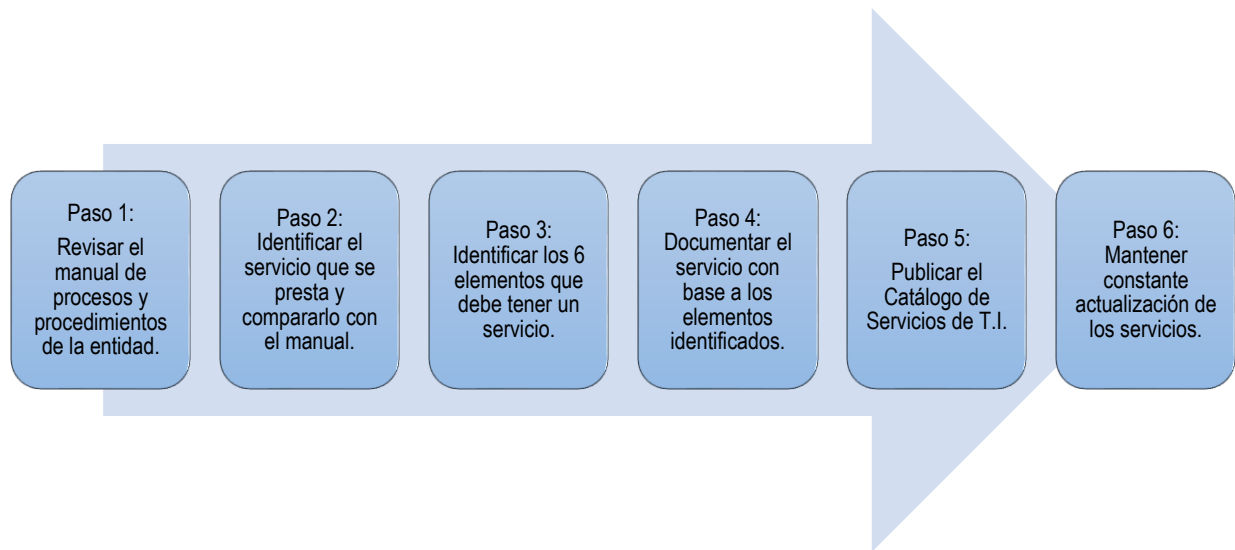 Paso 1:
Revisar el
manual de
procesos y
procedimientos
de la entidad.
Paso 2:
Identificar el
servicio que se
presta y
compararlo con
el manual.
Paso 3:
Identificar los 6
elementos que
debe tener un
servicio.
Paso 4:
Documentar el
servicio con
base a los
elementos
identificados.
Paso 5:
Publicar el
Catálogo de
Servicios de T.I.
Paso 6:
Mantener
constante
actualización de
los servicios.